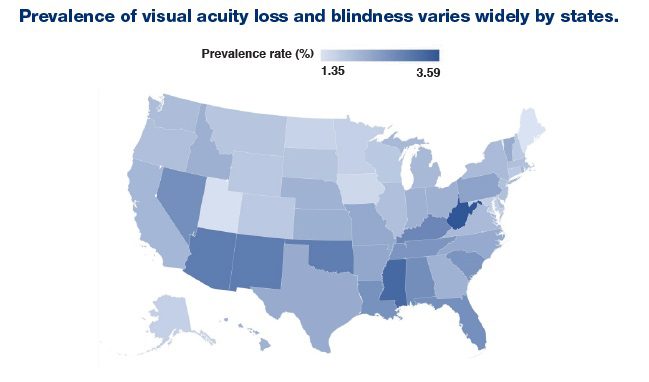 Prevalence of visual acuity loss and blindness varies widely by states.
Prevalence rate (%)
1.35 3.59